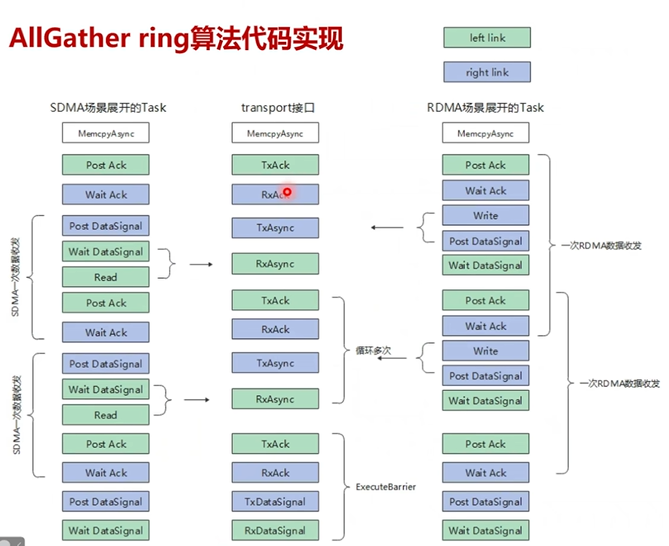 AllGather ring算法代码实现
left link
right link
SDMA场景展开的Task
MemcpyAsync
Post Ack
Wait Ack
Post DataSignal
Wait DataSignal
Read
Post Ack
Wait Ack
Post DataSignal
Wait DataSignal
Read
Post Ack
Wait Ack
Post DataSignal
Wait DataSignal
SDMA一次数据收发
SDMA一次数据收发
transport接口
MemcpyAsync
TxAck
TxAsync
RxAsync
TxAck
RxAck
TxAsync
RxAsync
TxAck
RxAck
TxDataSignal
RxDataSignal
循环多次
ExecuteBarrier
RDMA场景展开的Task
MemcpyAsync
Post Ack
Wait Ack
Write
Post DataSignal
Wait DataSignal
Post Ack
Wait Ack
Write
Post DataSignal
Wait DataSignal
Post Ack
Wait Ack
Post DataSignal
Wait DataSignal
一次RDMA数据收发
一次RDMA数据收发